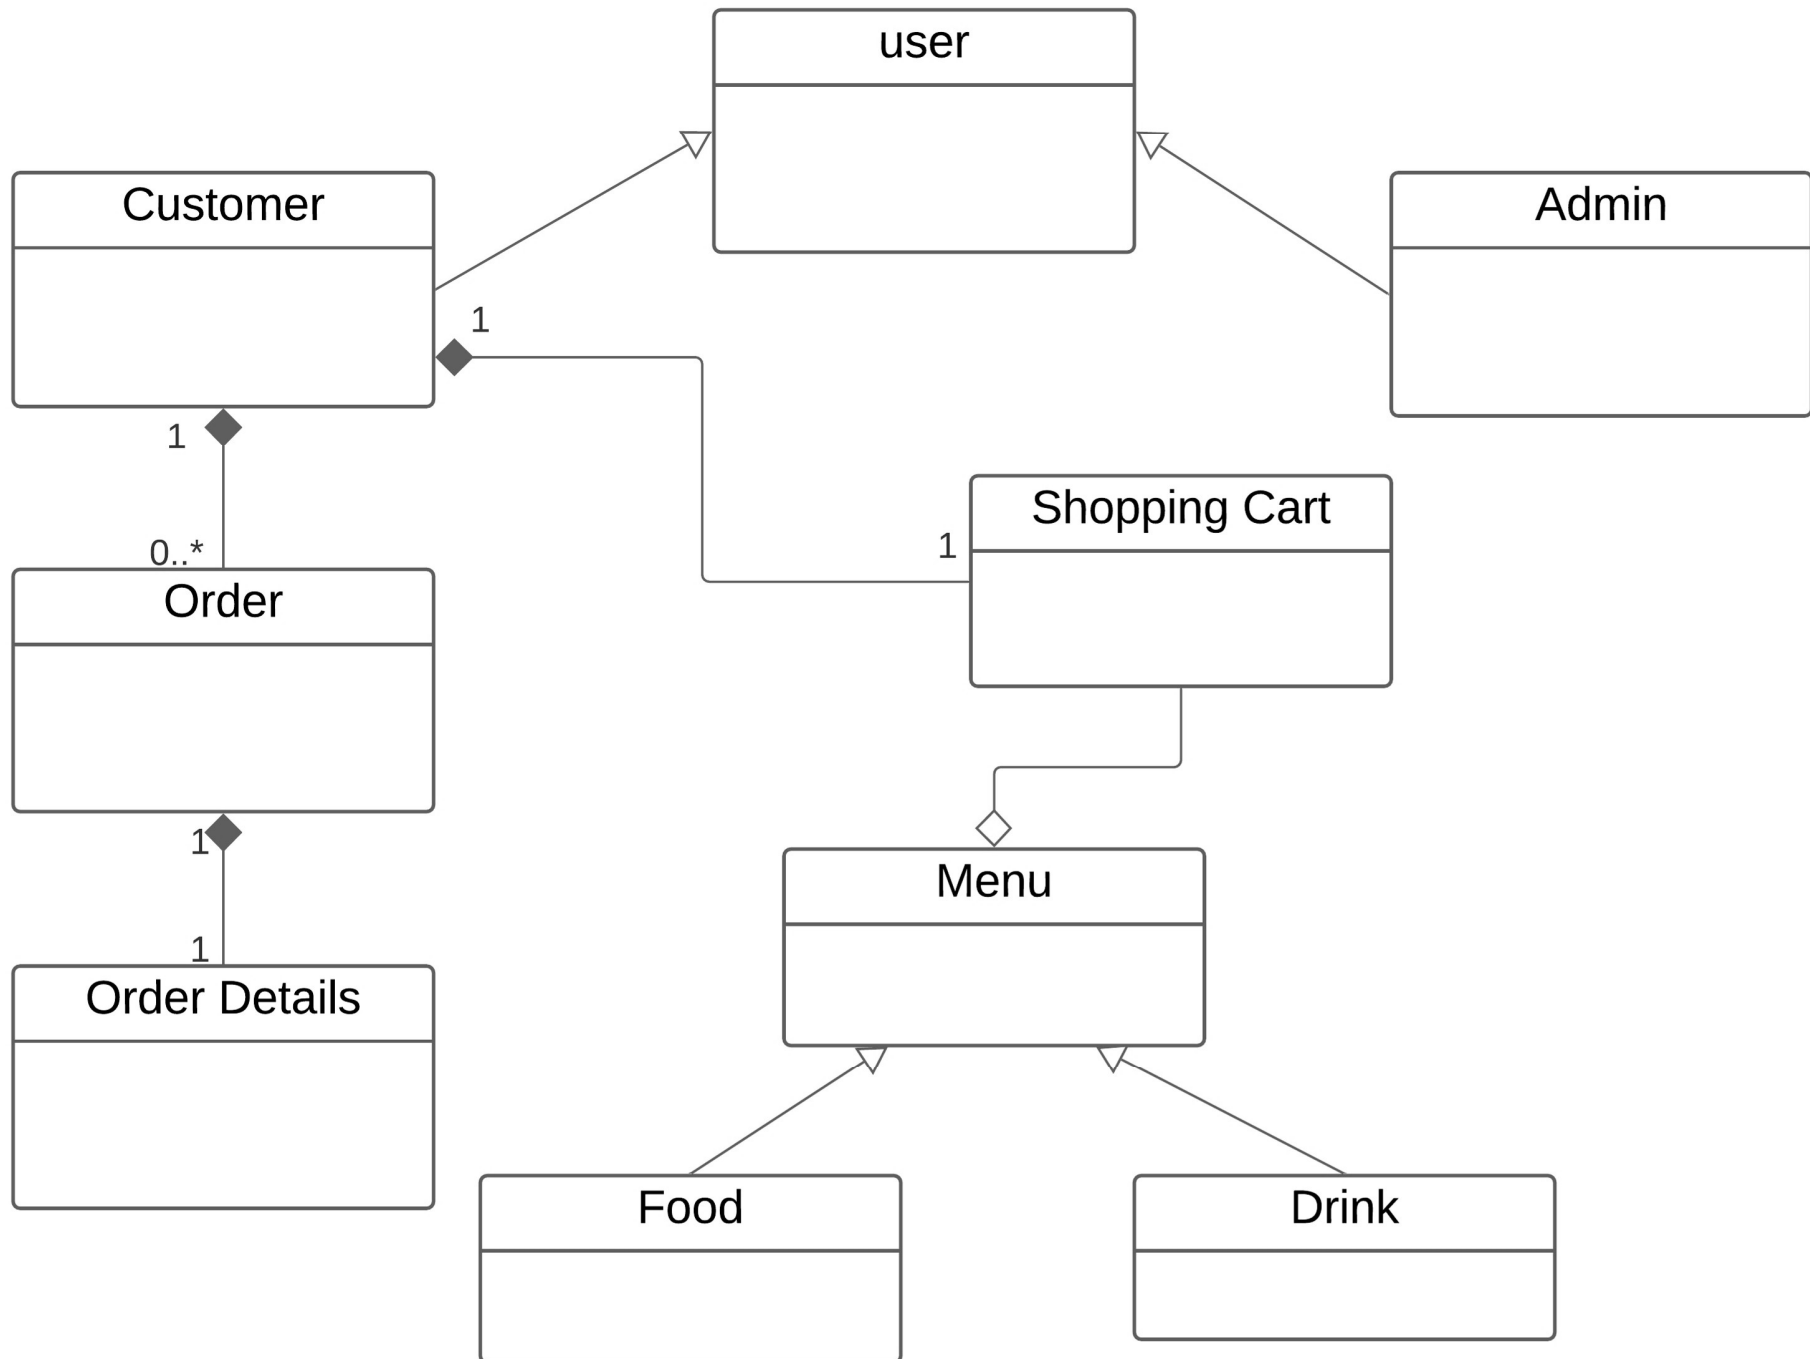 user
Customer
Admin
1
1
Shopping Cart
1
0..*
Order
1
Menu
1
Order Details
Food
Drink